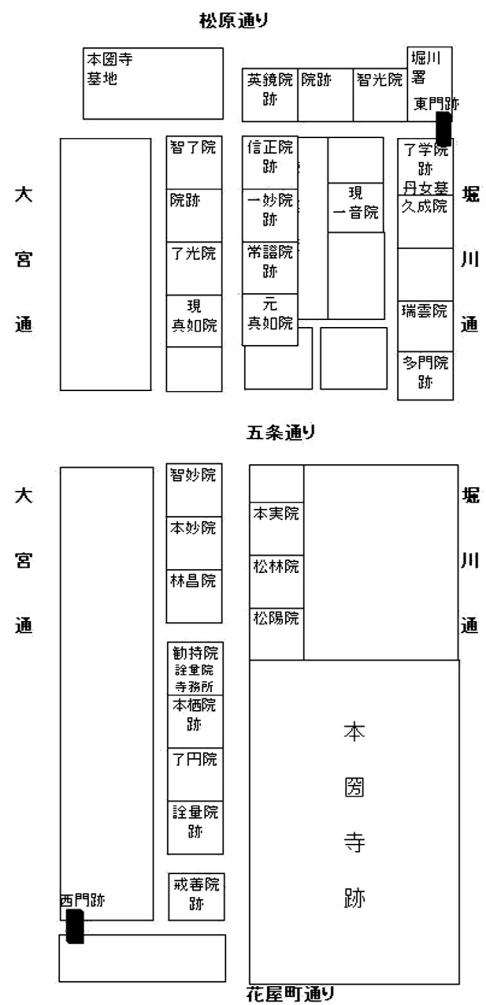 松原通り
本圀寺
墓地
英鏡院
跡
院跡
智光院
堀川
署
東門跡
大宮通
智了院
院跡
了光院
現
真如院
信正院
跡
一妙院
跡
常證院
跡
元
真如院
現
一音院
了学院
跡
丹女墓
久成院
瑞雲院
多門院
跡
堀川通
五条通り
大宮通
智妙院
本妙院
林昌院
勧持院
詮量院
寺務所
本栖院
跡
了円院
詮量院
跡
戒善院
跡
西門跡
本実院
松林院
松陽院
堀川通
本圀寺跡
花屋町通り